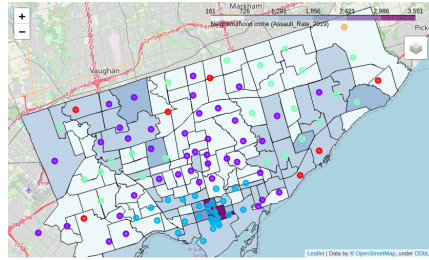 Markham
161 726 1,291 1,856 2,421 2,986 3,551
Neighbourhood crime (Assault_Rate_2019)
+
−
Vaughan
Picke
Leaflet | Data by © OpenStreetMap, under ODbL